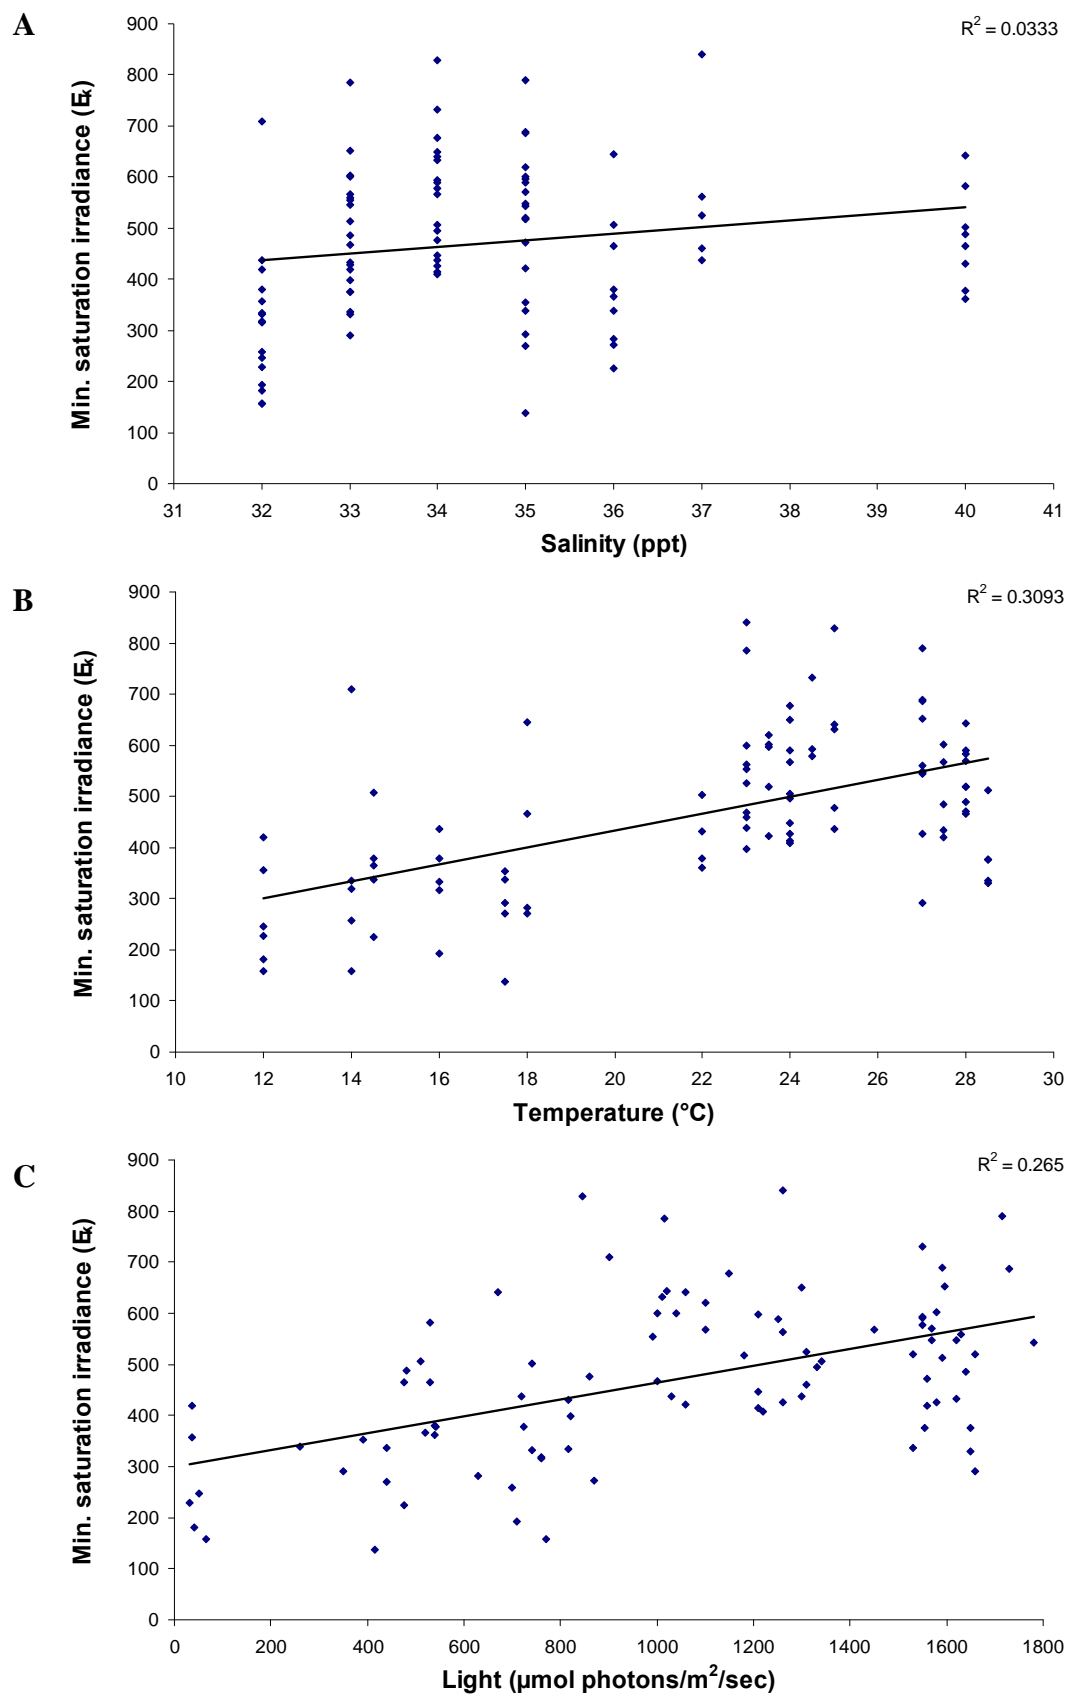 A
R² = 0.0333
Min. saturation irradiance (Eₖ)
900
800
700
600
500
400
300
200
100
0
31 32 33 34 35 36 37 38 39 40 41
Salinity (ppt)
B
R² = 0.3093
Min. saturation irradiance (Eₖ)
900
800
700
600
500
400
300
200
100
0
10 12 14 16 18 20 22 24 26 28 30
Temperature (°C)
C
R² = 0.265
Min. saturation irradiance (Eₖ)
900
800
700
600
500
400
300
200
100
0
0 200 400 600 800 1000 1200 1400 1600 1800
Light (µmol photons/m²/sec)